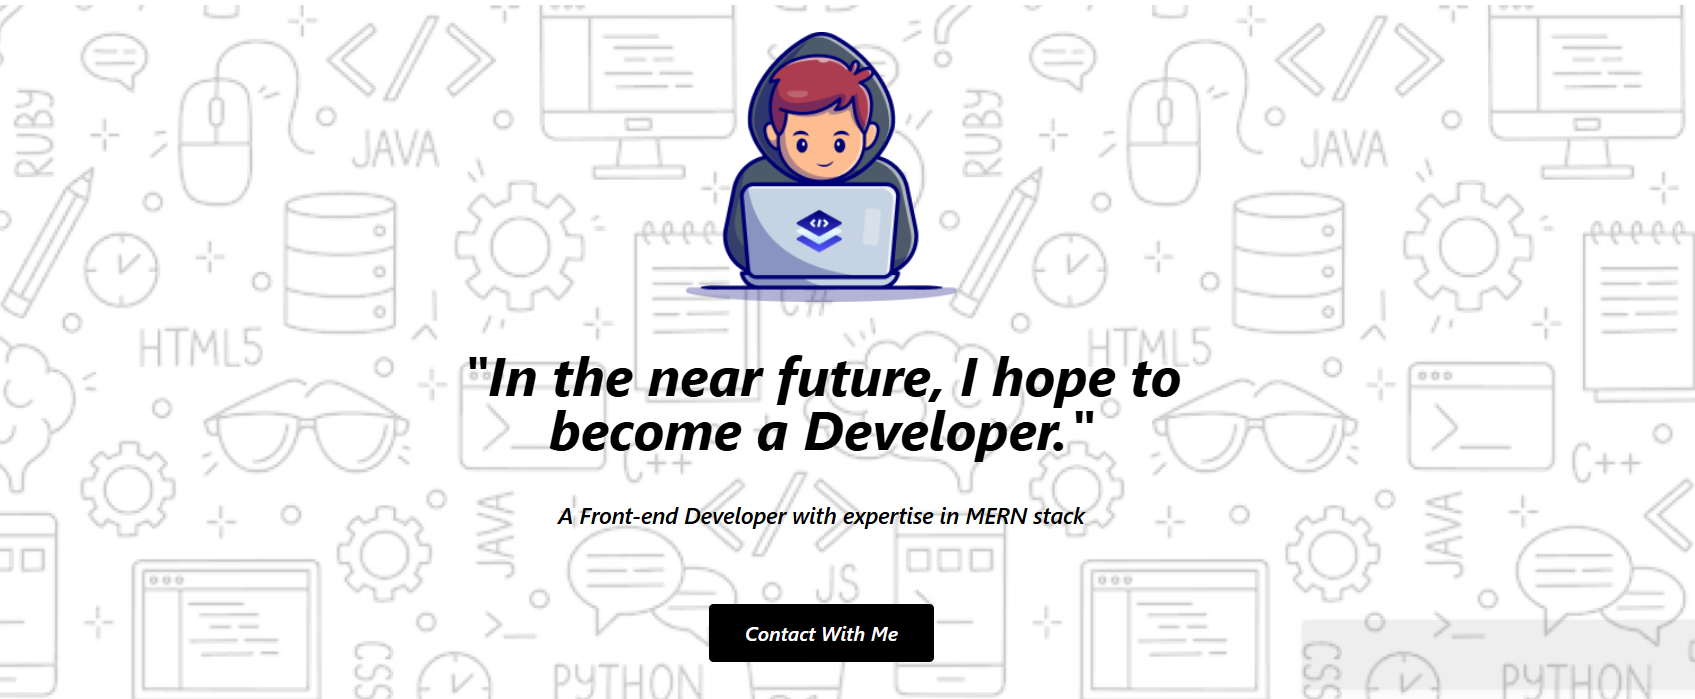 RUBY
JAVA
RUBY
JAVA
C#
HTML5
HTML5
"In the near future, I hope to
become a Developer."
C++
C++
JAVA
JAVA
A Front-end Developer with expertise in MERN stack
JS
Contact With Me
CSS
PYTHON
CSS
PYTHON